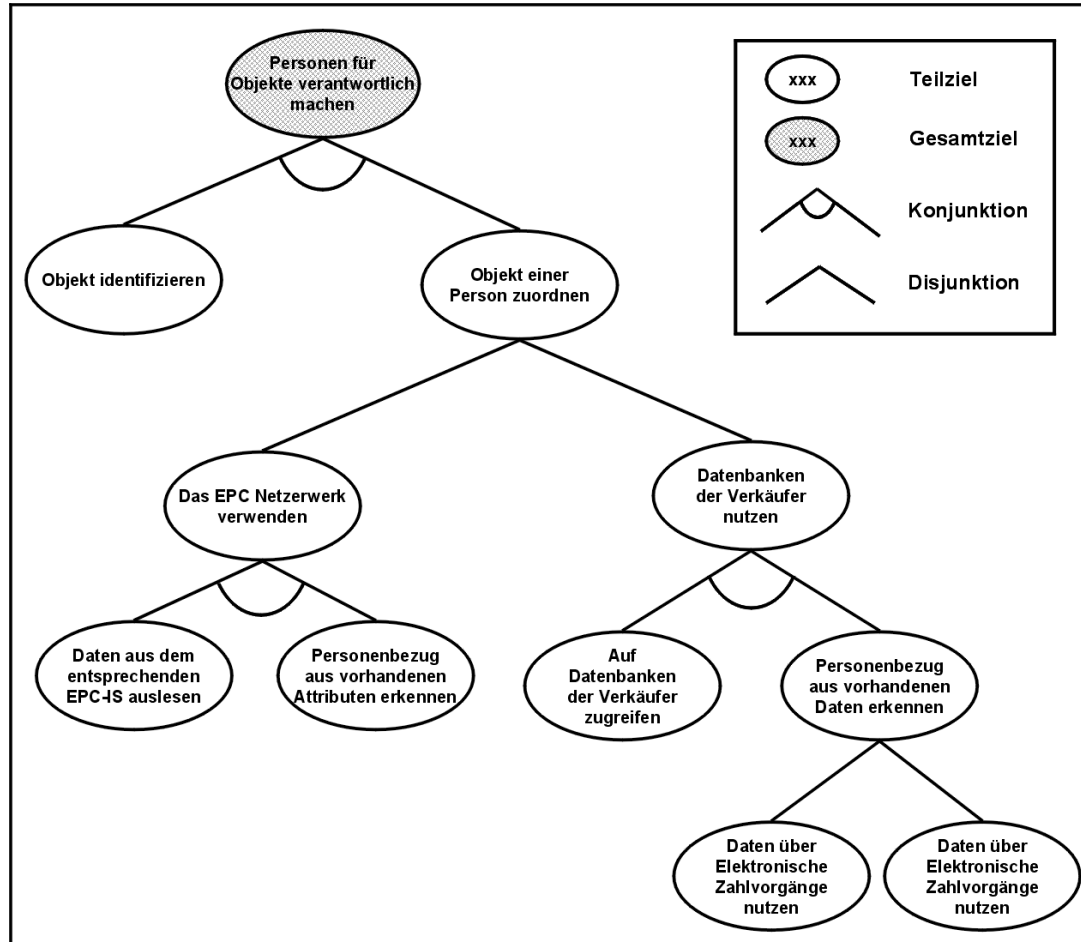 Personen für
Objekte verantwortlich
machen
xxx
Teilziel
xxx
Gesamtziel
Konjunktion
Disjunktion
Objekt identifizieren
Objekt einer
Person zuordnen
Das EPC Netzerwerk
verwenden
Datenbanken
der Verkäufer
nutzen
Daten aus dem
entsprechenden
EPC-IS auslesen
Personenbezug
aus vorhandenen
Attributen erkennen
Auf
Datenbanken
der Verkäufer
zugreifen
Personenbezug
aus vorhandenen
Daten erkennen
Daten über
Elektronische
Zahlvorgänge
nutzen
Daten über
Elektronische
Zahlvorgänge
nutzen